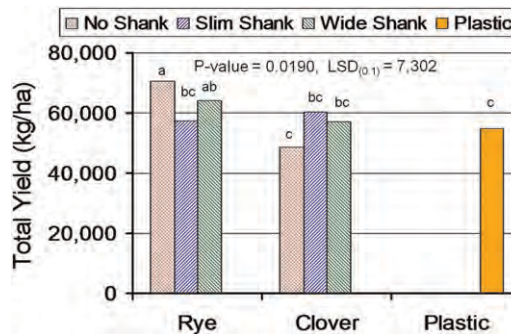 No Shank Slim Shank Wide Shank Plastic
80,000
P-value = 0.0190, LSD(0.1) = 7,302
a
bc
ab
60,000
c
bc
bc
c
40,000
20,000
0
Total Yield (kg/ha)
Rye Clover Plastic